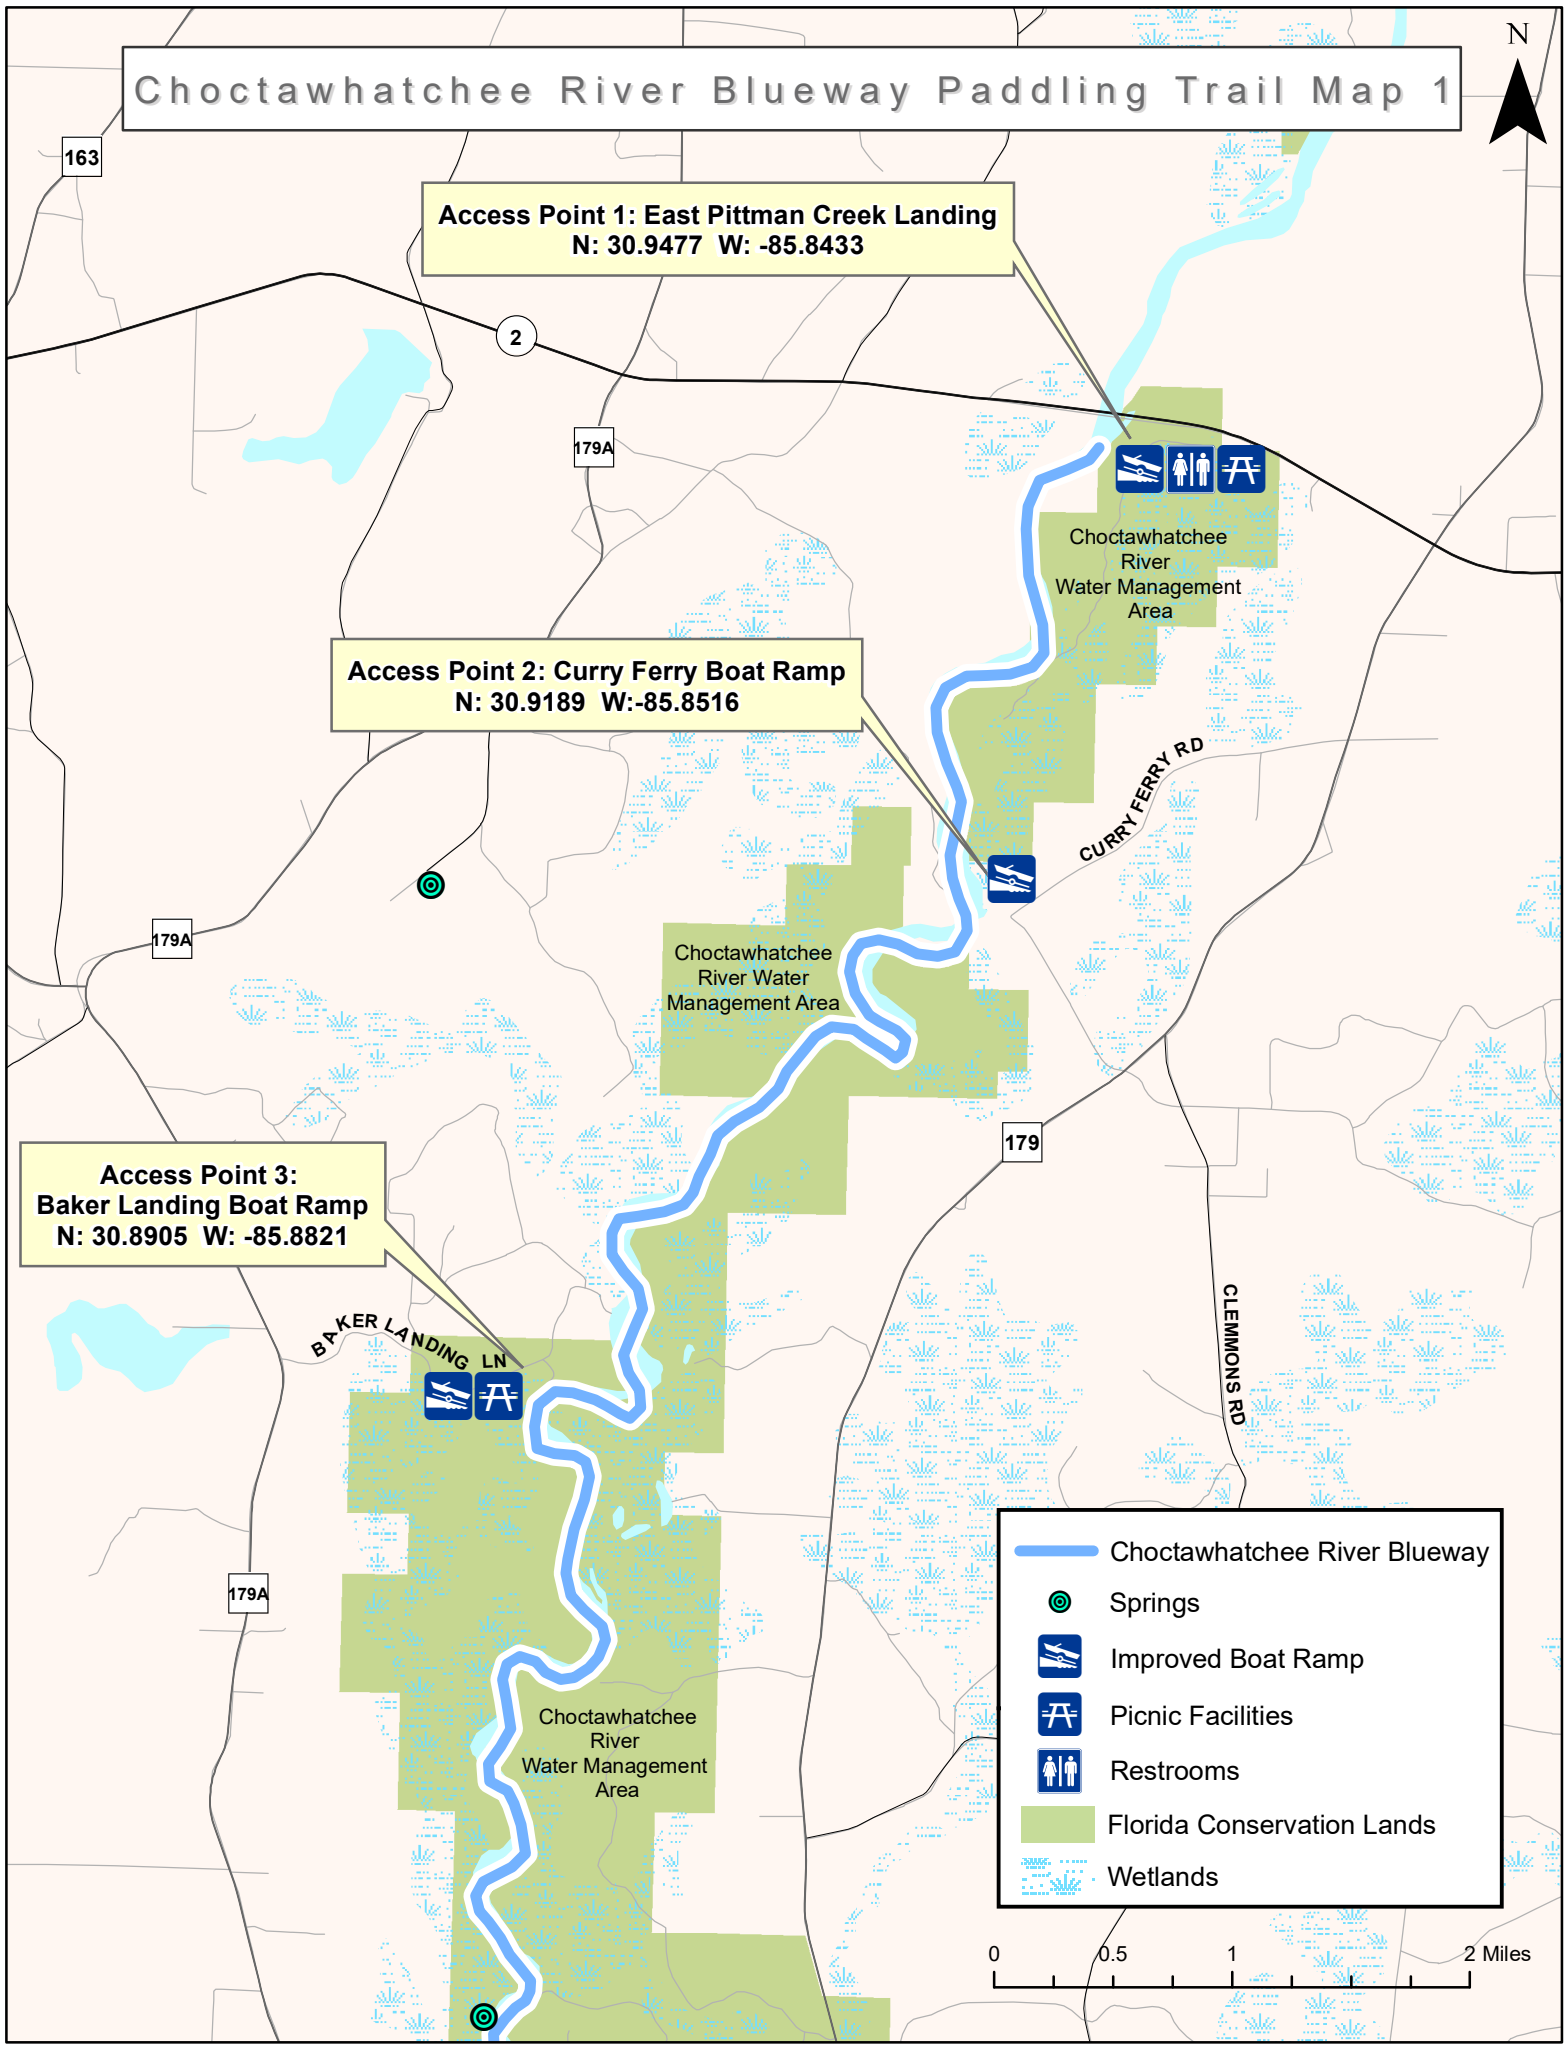 Choctawhatchee River Blueway Paddling Trail Map 1
N
163
Access Point 1: East Pittman Creek Landing
N: 30.9477  W: -85.8433
2
179A
Choctawhatchee
River
Water Management
Area
Access Point 2: Curry Ferry Boat Ramp
N: 30.9189  W:-85.8516
CURRY FERRY RD
179A
Choctawhatchee
River Water
Management Area
179
Access Point 3:
Baker Landing Boat Ramp
N: 30.8905  W: -85.8821
BAKER LANDING LN
CLEMMONS RD
179A
Choctawhatchee
River
Water Management
Area
Choctawhatchee River Blueway
Springs
Improved Boat Ramp
Picnic Facilities
Restrooms
Florida Conservation Lands
Wetlands
0 0.5 1 2 Miles